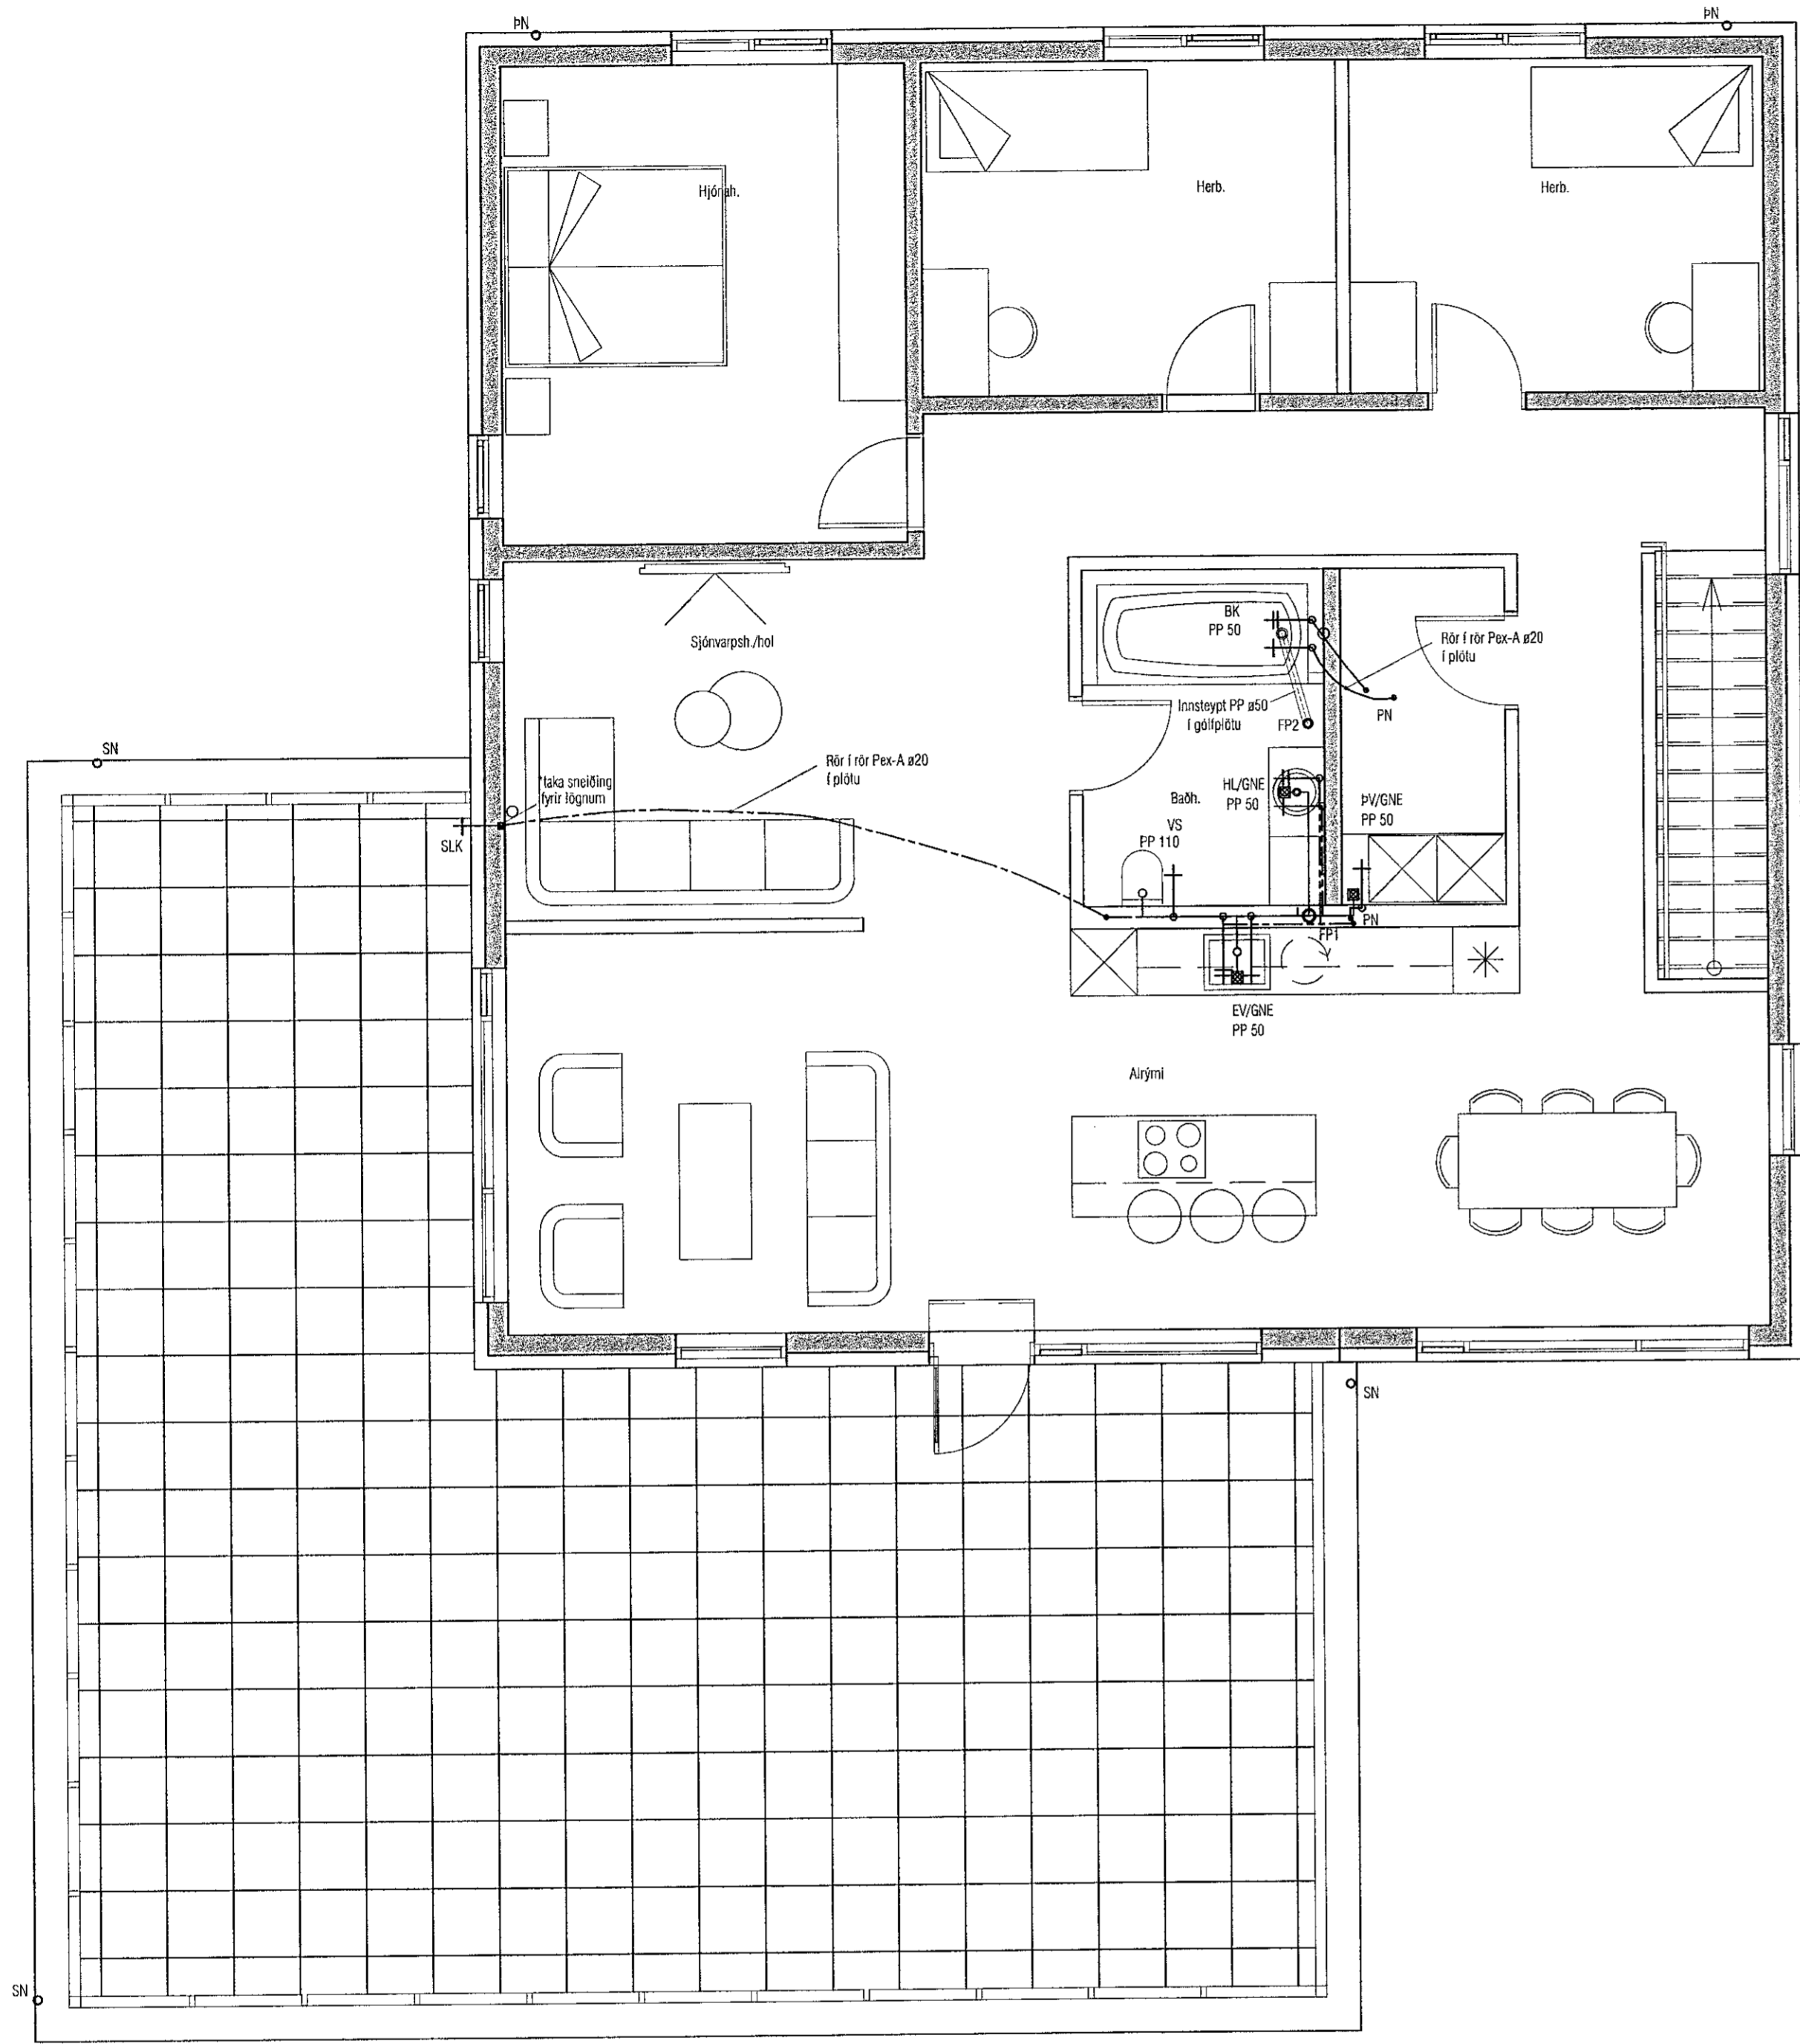 ÞN
ÞN
Hjónah.
Herb.
Herb.
BK
PP 50
Rör í rör Pex-A ø20
í plötu
Sjónvarpsh./hol
Innsteypt PP ø50
í gólfplötu
FP2
PN
SN
*taka sneiðing
fyrir lögnum
Rör í rör Pex-A ø20
í plötu
HL/GNE
PP 50
Baðh.
ÞV/GNE
PP 50
VS
PP 110
SLK
PN
FP1
EV/GNE
PP 50
Alrými
SN
SN